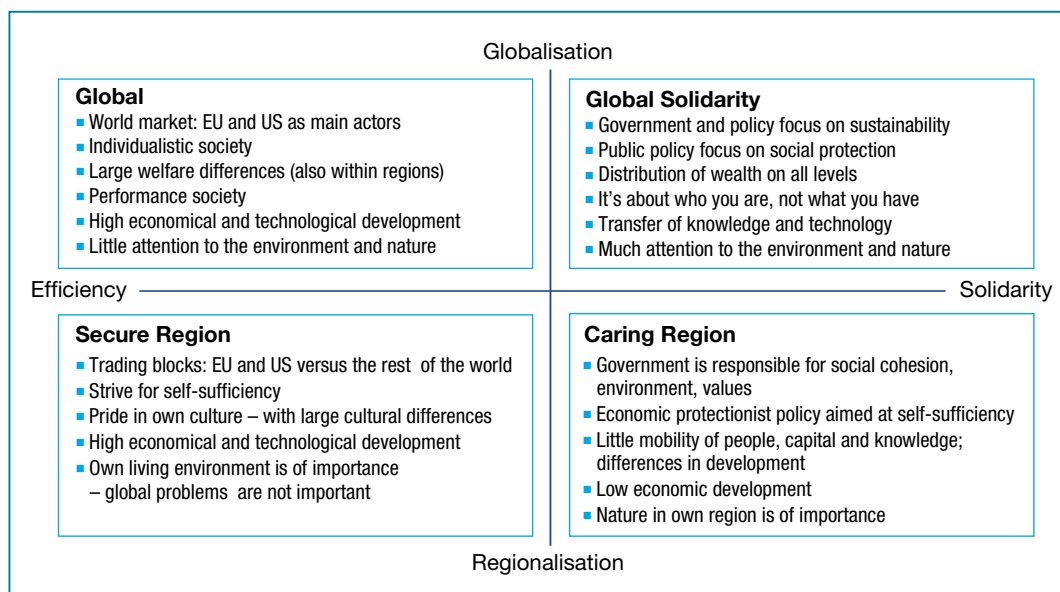 Globalisation
Global
■ World market: EU and US as main actors
■ Individualistic society
■ Large welfare differences (also within regions)
■ Performance society
■ High economical and technological development
■ Little attention to the environment and nature
Global Solidarity
■ Government and policy focus on sustainability
■ Public policy focus on social protection
■ Distribution of wealth on all levels
■ It’s about who you are, not what you have
■ Transfer of knowledge and technology
■ Much attention to the environment and nature
Efficiency
Solidarity
Secure Region
■ Trading blocks: EU and US versus the rest of the world
■ Strive for self-sufficiency
■ Pride in own culture – with large cultural differences
■ High economical and technological development
■ Own living environment is of importance
– global problems are not important
Caring Region
■ Government is responsible for social cohesion,
environment, values
■ Economic protectionist policy aimed at self-sufficiency
■ Little mobility of people, capital and knowledge;
differences in development
■ Low economic development
■ Nature in own region is of importance
Regionalisation